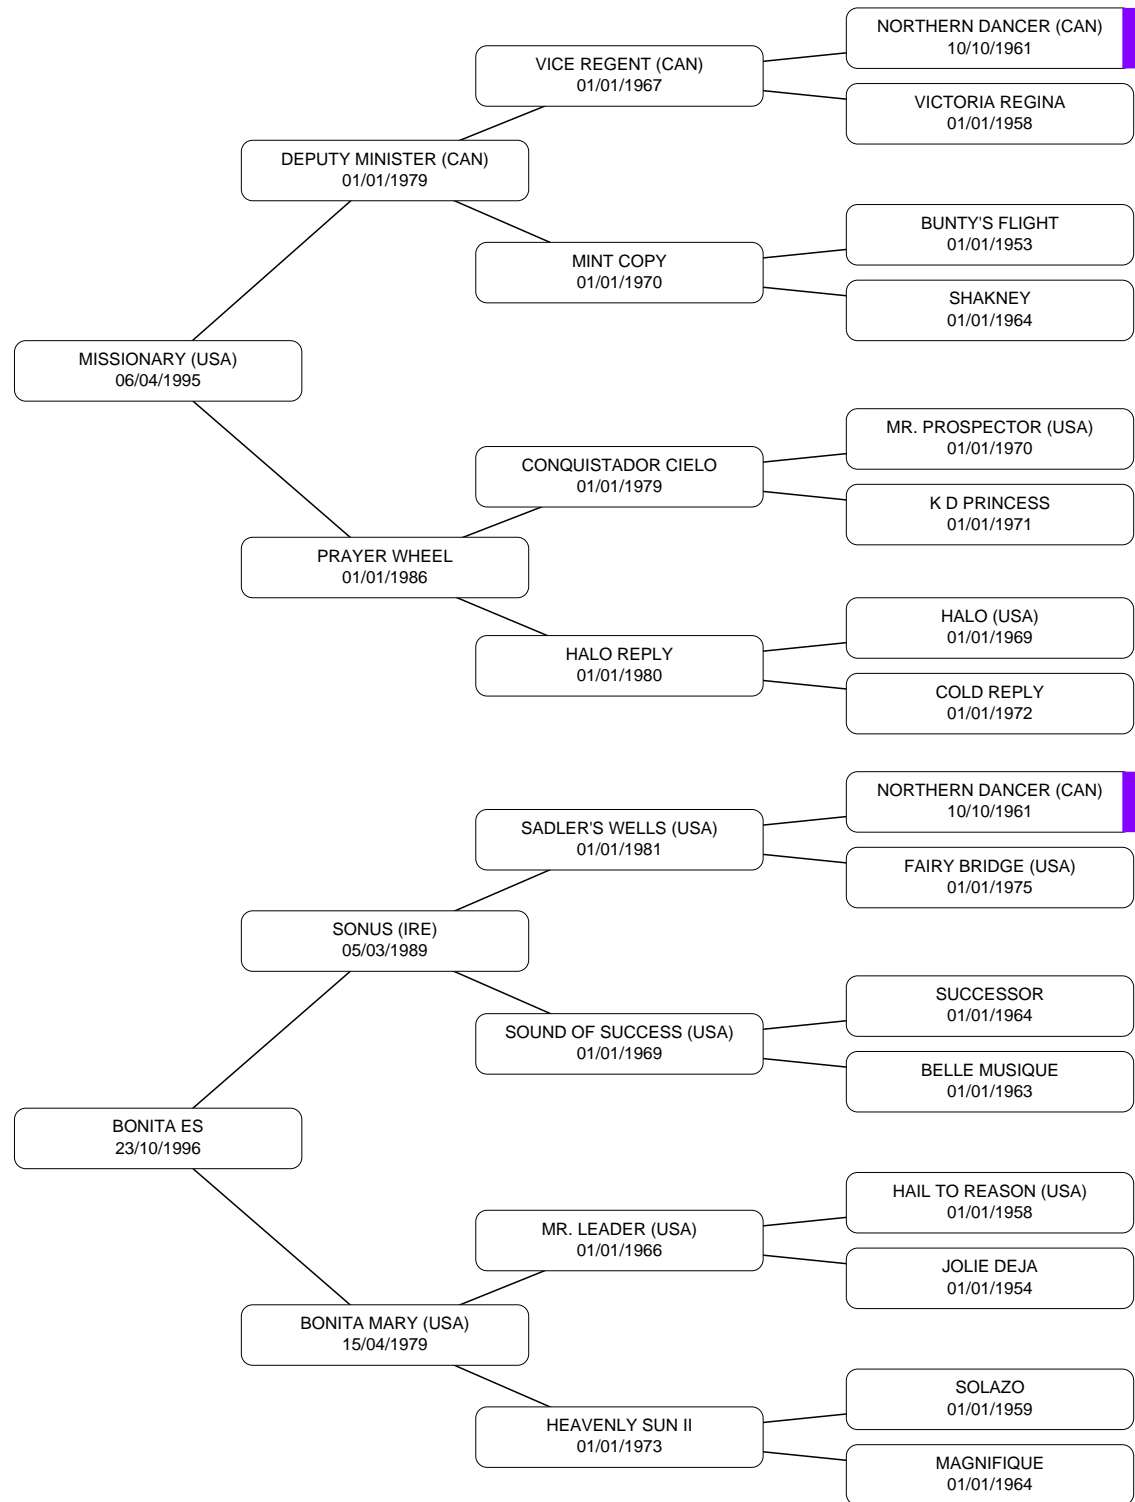 NORTHERN DANCER (CAN)
10/10/1961
VICE REGENT (CAN)
01/01/1967
VICTORIA REGINA
01/01/1958
DEPUTY MINISTER (CAN)
01/01/1979
BUNTY'S FLIGHT
01/01/1953
MINT COPY
01/01/1970
SHAKNEY
01/01/1964
MISSIONARY (USA)
06/04/1995
MR. PROSPECTOR (USA)
01/01/1970
CONQUISTADOR CIELO
01/01/1979
K D PRINCESS
01/01/1971
PRAYER WHEEL
01/01/1986
HALO (USA)
01/01/1969
HALO REPLY
01/01/1980
COLD REPLY
01/01/1972
NORTHERN DANCER (CAN)
10/10/1961
SADLER'S WELLS (USA)
01/01/1981
FAIRY BRIDGE (USA)
01/01/1975
SONUS (IRE)
05/03/1989
SUCCESSOR
01/01/1964
SOUND OF SUCCESS (USA)
01/01/1969
BELLE MUSIQUE
01/01/1963
BONITA ES
23/10/1996
HAIL TO REASON (USA)
01/01/1958
MR. LEADER (USA)
01/01/1966
JOLIE DEJA
01/01/1954
BONITA MARY (USA)
15/04/1979
SOLAZO
01/01/1959
HEAVENLY SUN II
01/01/1973
MAGNIFIQUE
01/01/1964